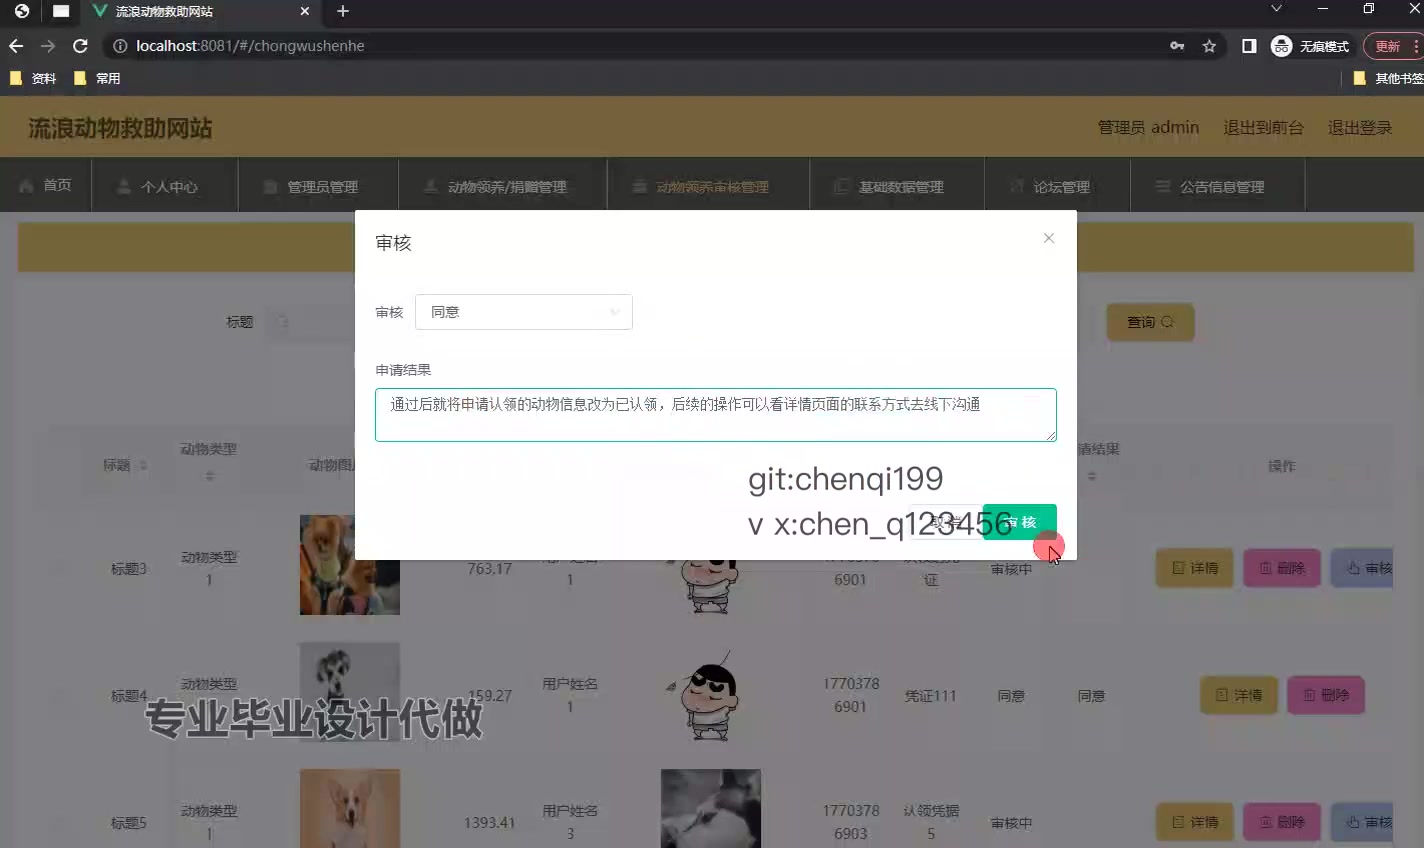 流浪动物救助网站
localhost:8081/#/chongwushenhe
无痕模式
更新
资料
常用
其他书签
流浪动物救助网站
管理员 admin
退出到前台
退出登录
首页
个人中心
管理员管理
动物领养/捐赠管理
动物领养审核管理
基础数据管理
论坛管理
公告信息管理
审核
审核
同意
申请结果
通过后就将申请认领的动物信息改为已认领，后续的操作可以看详情页面的联系方式去线下沟通
git:chenqi199
v x:chen_q123456
取消
审核
标题
查询
标题
动物类型
操作
标题3
动物类型
1
763.17
1
6901
证
审核中
详情
删除
审核
标题4
动物类型
159.27
用户姓名
1
1770378
6901
凭证111
同意
同意
详情
删除
专业毕业设计代做
标题5
动物类型
1
1393.41
用户姓名
3
1770378
6903
认领凭据
5
审核中
详情
删除
审核